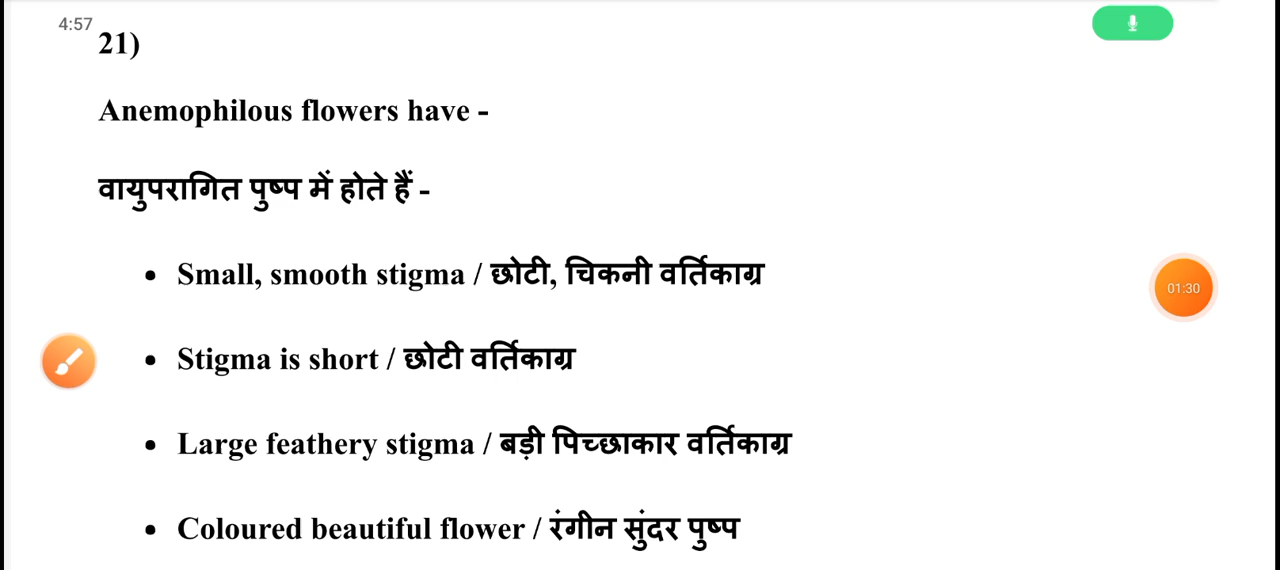 4:57
21)
Anemophilous flowers have -
वायुपरागित पुष्प में होते हैं -
• Small, smooth stigma / छोटी, चिकनी वर्तिकाग्र
01:30
• Stigma is short / छोटी वर्तिकाग्र
• Large feathery stigma / बड़ी पिच्छाकार वर्तिकाग्र
• Coloured beautiful flower / रंगीन सुंदर पुष्प